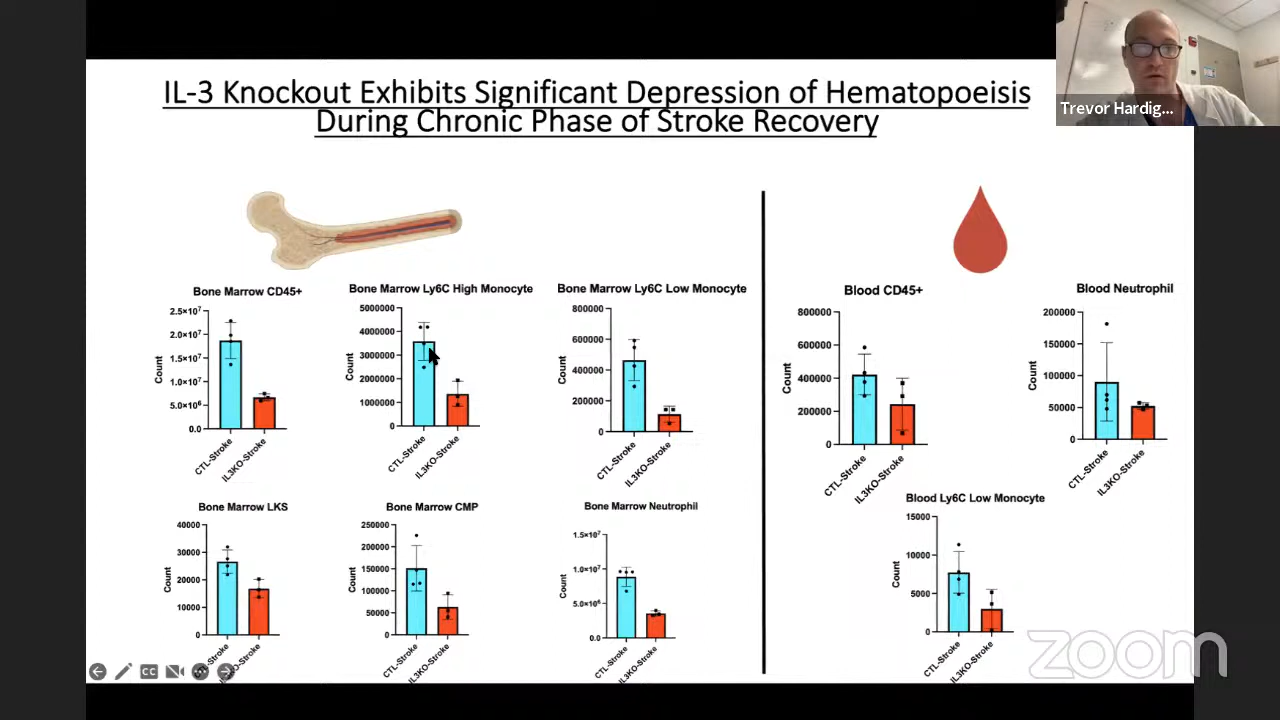 IL-3 Knockout Exhibits Significant Depression of Hematopoeisis
During Chronic Phase of Stroke Recovery
Trevor Hardig...
Bone Marrow CD45+
2.5×10⁷
2.0×10⁷
1.5×10⁷
1.0×10⁷
5.0×10⁶
0.0
Count
CTL-Stroke
IL3KO-Stroke
Bone Marrow Ly6C High Monocyte
5000000
4000000
3000000
2000000
1000000
0
Count
CTL-Stroke
IL3KO-Stroke
Bone Marrow Ly6C Low Monocyte
800000
600000
400000
200000
0
Count
CTL-Stroke
IL3KO-Stroke
Blood CD45+
800000
600000
400000
200000
0
Count
CTL-Stroke
IL3KO-Stroke
Blood Neutrophil
200000
150000
100000
50000
0
Count
CTL-Stroke
IL3KO-Stroke
Bone Marrow LKS
40000
30000
20000
10000
0
Count
CTL-Stroke
IL3KO-Stroke
Bone Marrow CMP
250000
200000
150000
100000
50000
0
Count
CTL-Stroke
IL3KO-Stroke
Bone Marrow Neutrophil
1.5×10⁷
1.0×10⁷
5.0×10⁶
0.0
Count
CTL-Stroke
IL3KO-Stroke
Blood Ly6C Low Monocyte
15000
10000
5000
0
Count
CTL-Stroke
IL3KO-Stroke
CC
zoom